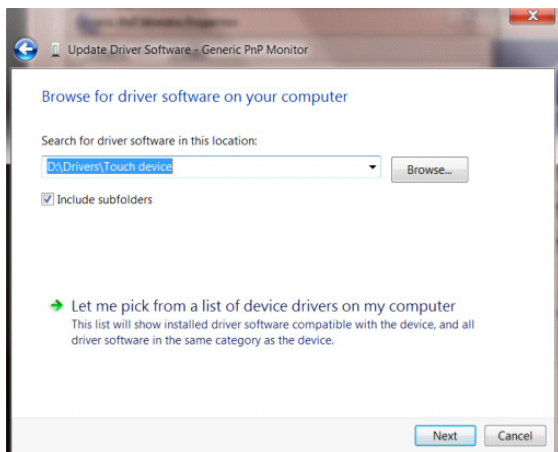 Update Driver Software - Generic PnP Monitor
Browse for driver software on your computer
Search for driver software in this location:
D:\Drivers\Touch device
Browse...
Include subfolders
Let me pick from a list of device drivers on my computer
This list will show installed driver software compatible with the device, and all
driver software in the same category as the device.
Next
Cancel